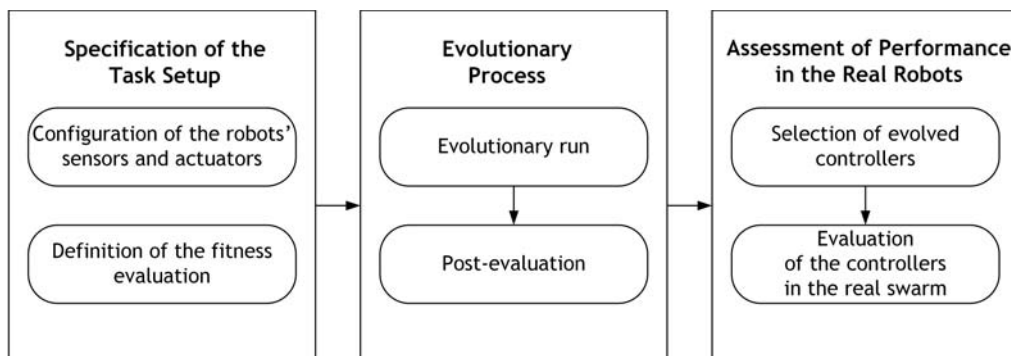 Specification of the
Task Setup
Configuration of the robots’
sensors and actuators
Definition of the fitness
evaluation
Evolutionary
Process
Evolutionary run
Post-evaluation
Assessment of Performance
in the Real Robots
Selection of evolved
controllers
Evaluation
of the controllers
in the real swarm